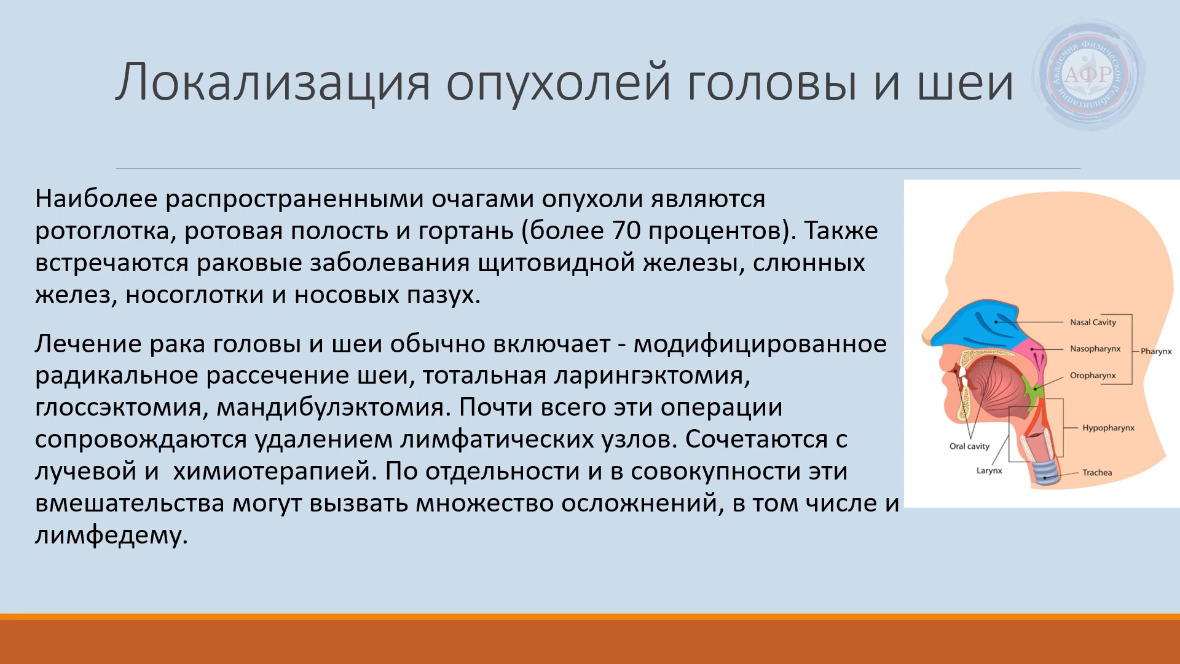 Локализация опухолей головы и шеи
Академия Физической Реабилитации
АФР
Наиболее распространенными очагами опухоли являются
ротоглотка, ротовая полость и гортань (более 70 процентов). Также
встречаются раковые заболевания щитовидной железы, слюнных
желез, носоглотки и носовых пазух.
Лечение рака головы и шеи обычно включает - модифицированное
радикальное рассечение шеи, тотальная ларингэктомия,
глоссэктомия, мандибулэктомия. Почти всего эти операции
сопровождаются удалением лимфатических узлов. Сочетаются с
лучевой и  химиотерапией. По отдельности и в совокупности эти
вмешательства могут вызвать множество осложнений, в том числе и
лимфедему.
Nasal Cavity
Nasopharynx
Pharynx
Oropharynx
Hypopharynx
Oral cavity
Larynx
Trachea